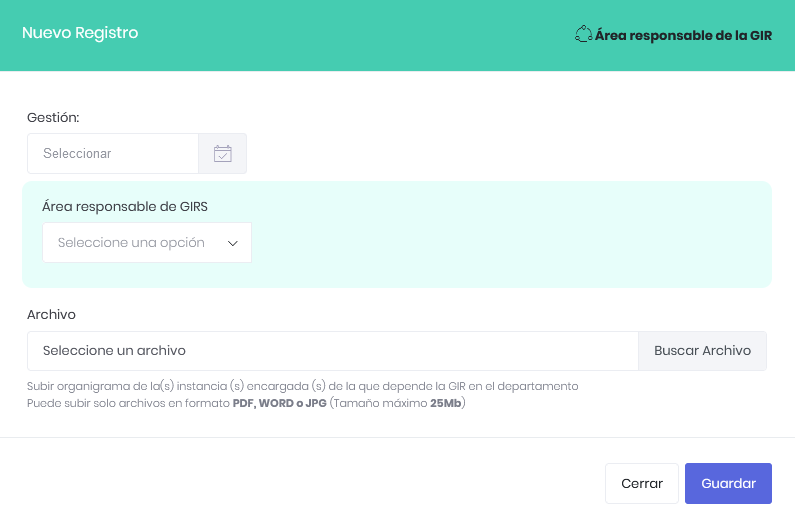 Nuevo Registro
Área responsable de la GIR
Gestión:
Seleccionar
Área responsable de GIRS
Seleccione una opción
Archivo
Seleccione un archivo
Buscar Archivo
Subir organigrama de la(s) instancia (s) encargada (s) de la que depende la GIR en el departamento
Puede subir solo archivos en formato PDF, WORD o JPG (Tamaño máximo 25Mb)
Cerrar
Guardar